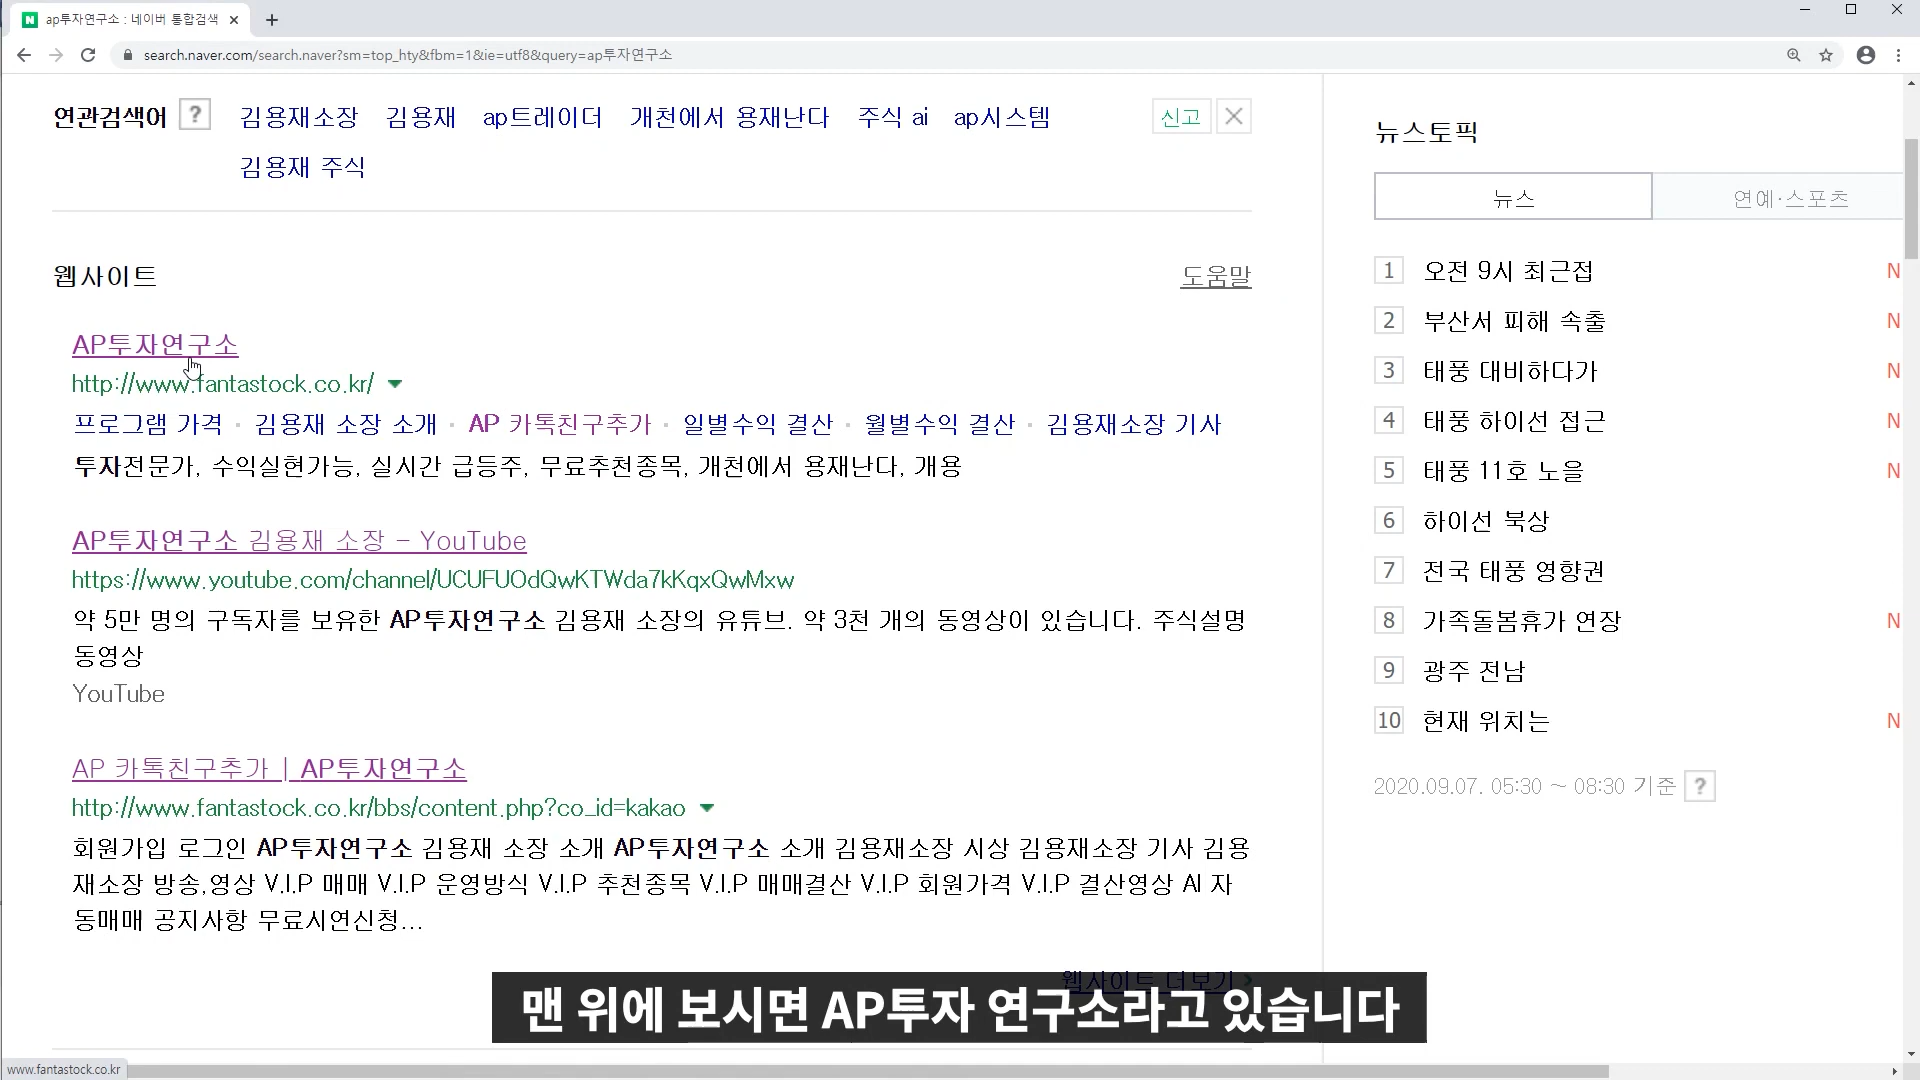 ap투자연구소 : 네이버 통합검색
search.naver.com/search.naver?sm=top_hty&fbm=1&ie=utf8&query=ap투자연구소
연관검색어 ? 김용재소장 김용재 ap트레이더 개천에서 용재난다 주식 ai ap시스템 신고
김용재 주식
웹사이트 도움말
AP투자연구소
http://www.fantastock.co.kr/
프로그램 가격 · 김용재 소장 소개 · AP 카톡친구추가 · 일별수익 결산 · 월별수익 결산 · 김용재소장 기사
투자전문가, 수익실현가능, 실시간 급등주, 무료추천종목, 개천에서 용재난다, 개용
AP투자연구소 김용재 소장 - YouTube
https://www.youtube.com/channel/UCUFUOdQwKTWda7kKqxQwMxw
약 5만 명의 구독자를 보유한 AP투자연구소 김용재 소장의 유튜브. 약 3천 개의 동영상이 있습니다. 주식설명
동영상
YouTube
AP 카톡친구추가 | AP투자연구소
http://www.fantastock.co.kr/bbs/content.php?co_id=kakao
회원가입 로그인 AP투자연구소 김용재 소장 소개 AP투자연구소 소개 김용재소장 시상 김용재소장 기사 김용
재소장 방송,영상 V.I.P 매매 V.I.P 운영방식 V.I.P 추천종목 V.I.P 매매결산 V.I.P 회원가격 V.I.P 결산영상 AI 자
동매매 공지사항 무료시연신청...
웹사이트 더보기
뉴스토픽
뉴스 연예·스포츠
1 오전 9시 최근접 N
2 부산서 피해 속출 N
3 태풍 대비하다가 N
4 태풍 하이선 접근 N
5 태풍 11호 노을 N
6 하이선 북상
7 전국 태풍 영향권
8 가족돌봄휴가 연장 N
9 광주 전남
10 현재 위치는 N
2020.09.07. 05:30 ~ 08:30 기준 ?
맨 위에 보시면 AP투자 연구소라고 있습니다
www.fantastock.co.kr